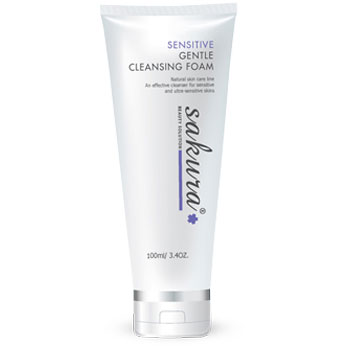 SENSITIVE
GENTLE
CLEANSING FOAM
Natural skin care line
An effective cleanser for sensitive
and ultra-sensitive skins
sakura®
BEAUTY SOLUTION
100ml/ 3.4OZ.